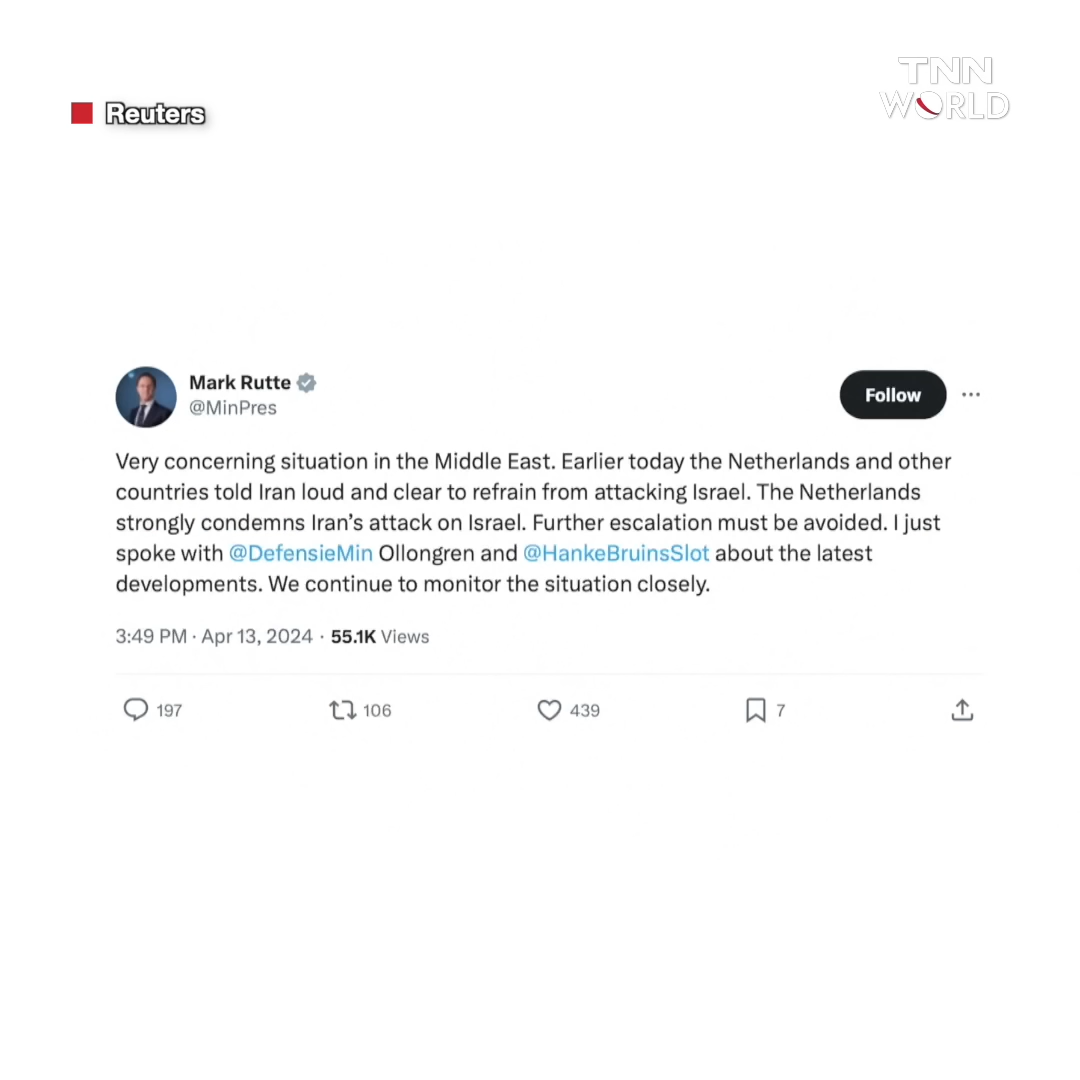 Reuters
TNN
WORLD
Mark Rutte
@MinPres
Follow
Very concerning situation in the Middle East. Earlier today the Netherlands and other
countries told Iran loud and clear to refrain from attacking Israel. The Netherlands
strongly condemns Iran’s attack on Israel. Further escalation must be avoided. I just
spoke with @DefensieMin Ollongren and @HankeBruinsSlot about the latest
developments. We continue to monitor the situation closely.
3:49 PM · Apr 13, 2024 · 55.1K Views
197 106 439 7